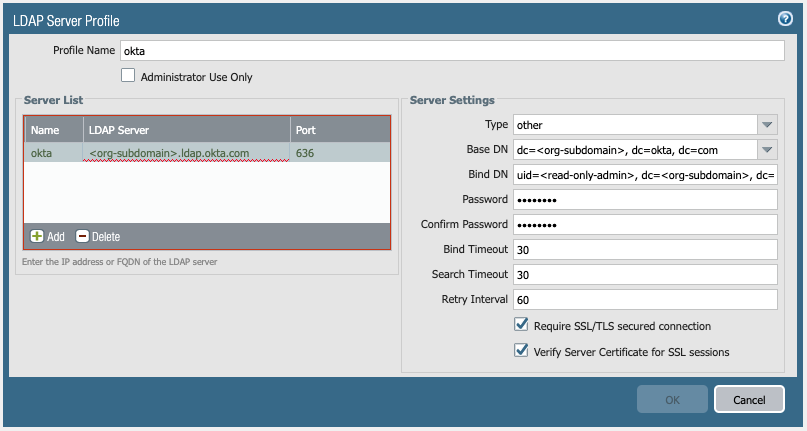 LDAP Server Profile
Profile Name okta
Administrator Use Only
Server List
Name LDAP Server Port
okta <org-subdomain>.ldap.okta.com 636
Add Delete
Enter the IP address or FQDN of the LDAP server
Server Settings
Type other
Base DN dc=<org-subdomain>, dc=okta, dc=com
Bind DN uid=<read-only-admin>, dc=<org-subdomain>, dc=
Password ••••••••
Confirm Password ••••••••
Bind Timeout 30
Search Timeout 30
Retry Interval 60
Require SSL/TLS secured connection
Verify Server Certificate for SSL sessions
OK Cancel